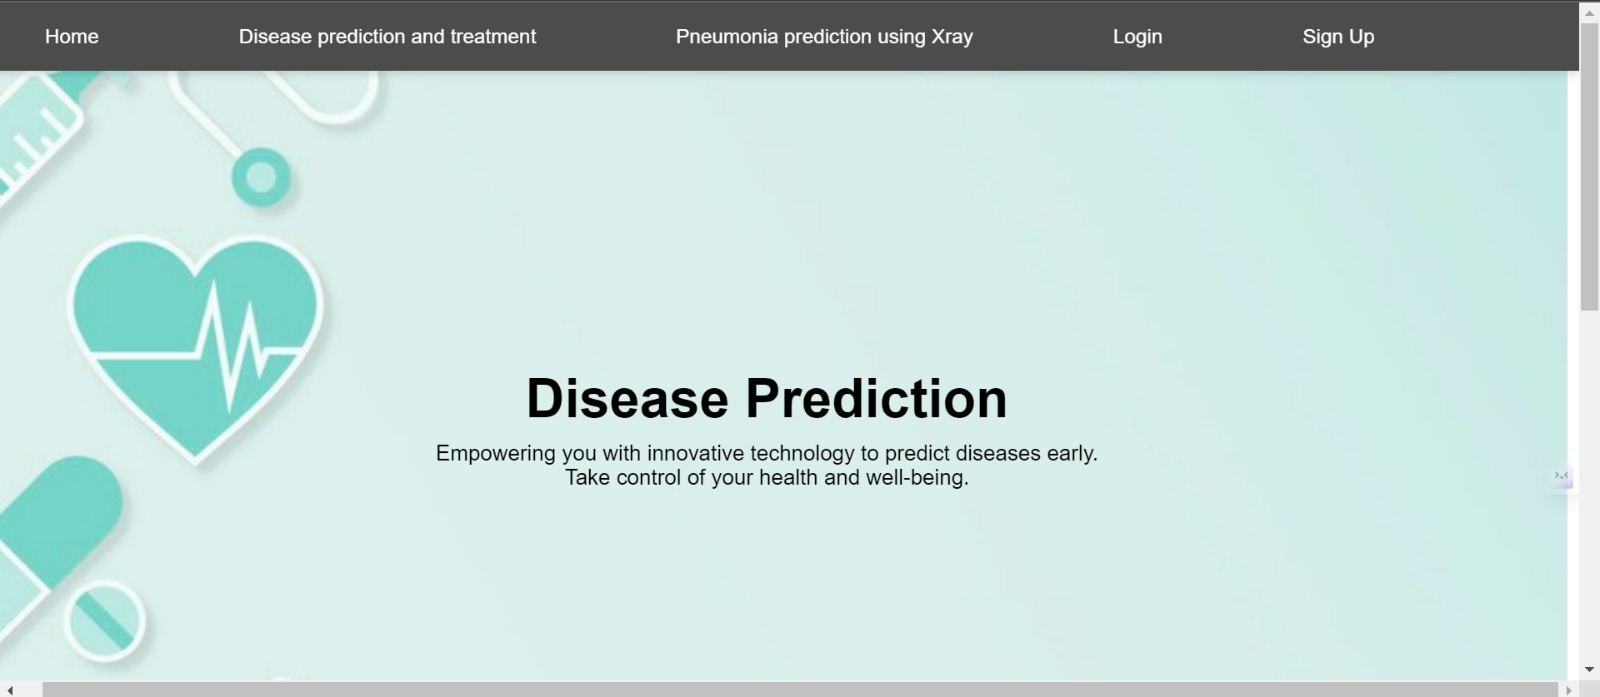 Home Disease prediction and treatment Pneumonia prediction using Xray Login Sign Up
Disease Prediction
Empowering you with innovative technology to predict diseases early.
Take control of your health and well-being.